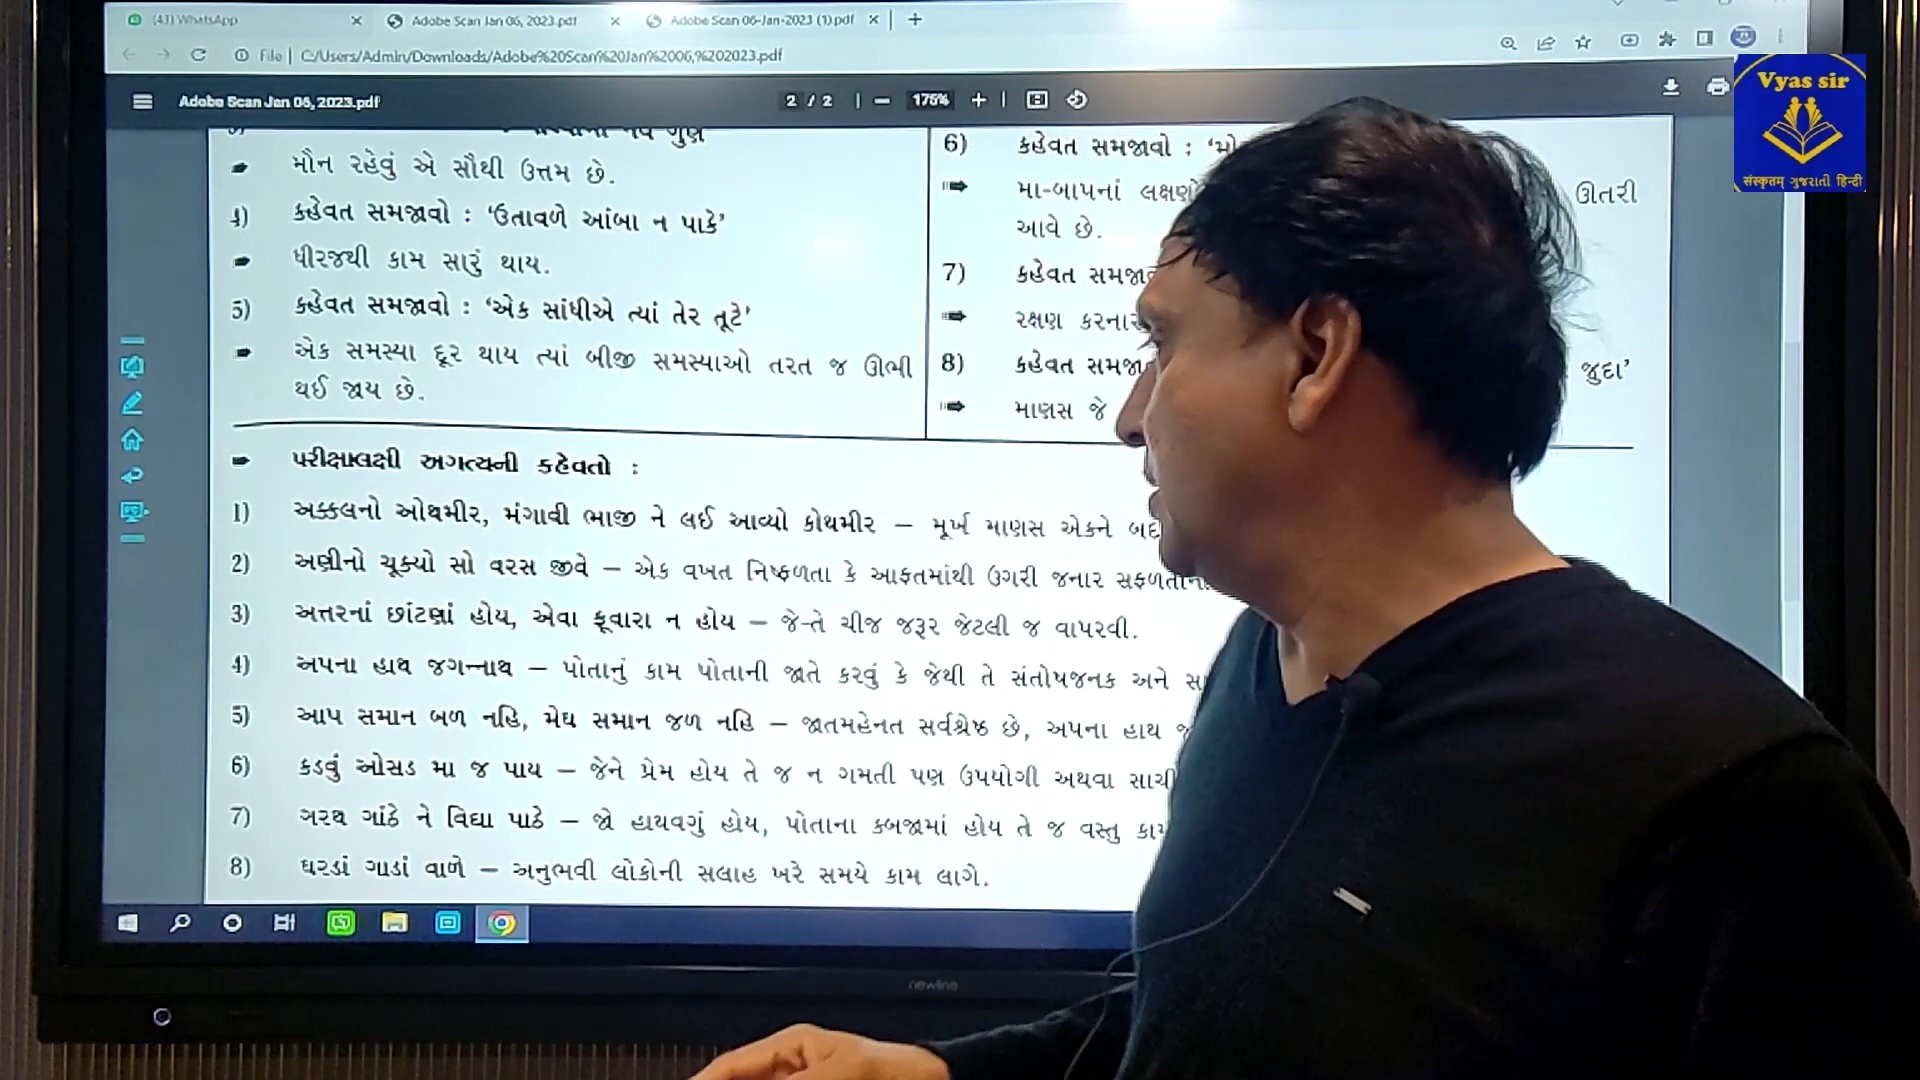 (43) WhatsApp
Adobe Scan Jan 06, 2023.pdf
Adobe Scan 06-Jan-2023 (1).pdf
File | C:/Users/Admin/Downloads/Adobe%20Scan%20Jan%2006,%202023.pdf
Adobe Scan Jan 06, 2023.pdf
2 / 2
175%
Vyas sir
संस्कृतम् ગુજરાતી हिन्दी
ગુણ
મૌન રહેવું એ સૌથી ઉત્તમ છે.
4) કહેવત સમજાવો : 'ઉતાવળે આંબા ન પાકે'
ધીરજથી કામ સારું થાય.
5) કહેવત સમજાવો : 'એક સાંધીએ ત્યાં તેર તૂટે'
એક સમસ્યા દૂર થાય ત્યાં બીજી સમસ્યાઓ તરત જ ઊભી
થઈ જાય છે.
6) કહેવત સમજાવો :
મા-બાપનાં લક્ષણો ઊતરી
આવે છે.
7) કહેવત
રક્ષણ કરનાર
8) કહેવત જુદા'
માણસ જે
પરીક્ષાલક્ષી અગત્યની કહેવતો :
1) અક્કલનો ઓથમીર, મંગાવી ભાજી ને લઈ આવ્યો કોથમીર – મૂર્ખ માણસ એકને
2) અણીનો ચૂક્યો સો વરસ જીવે – એક વખત નિષ્ફળતા કે આફતમાંથી ઉગરી જનાર
3) અત્તરનાં છાંટણાં હોય, એવા ફૂવારા ન હોય – જે-તે ચીજ જરૂર જેટલી જ વાપરવી.
4) અપના હાથ જગન્નાથ – પોતાનું કામ પોતાની જાતે કરવું કે જેથી તે સંતોષજનક અને
5) આપ સમાન બળ નહિ, મેઘ સમાન જળ નહિ – જાતમહેનત સર્વશ્રેષ્ઠ છે, અપના હાથ
6) કડવું ઓસડ મા જ પાય – જેને પ્રેમ હોય તે જ ન ગમતી પણ ઉપયોગી અથવા સાચી
7) ગરથ ગાંઠે ને વિદ્યા પાઠે – જો હાથવગું હોય, પોતાના કબજામાં હોય તે જ વસ્તુ
8) ઘરડાં ગાડાં વાળે – અનુભવી લોકોની સલાહ ખરે સમયે કામ લાગે.
newline